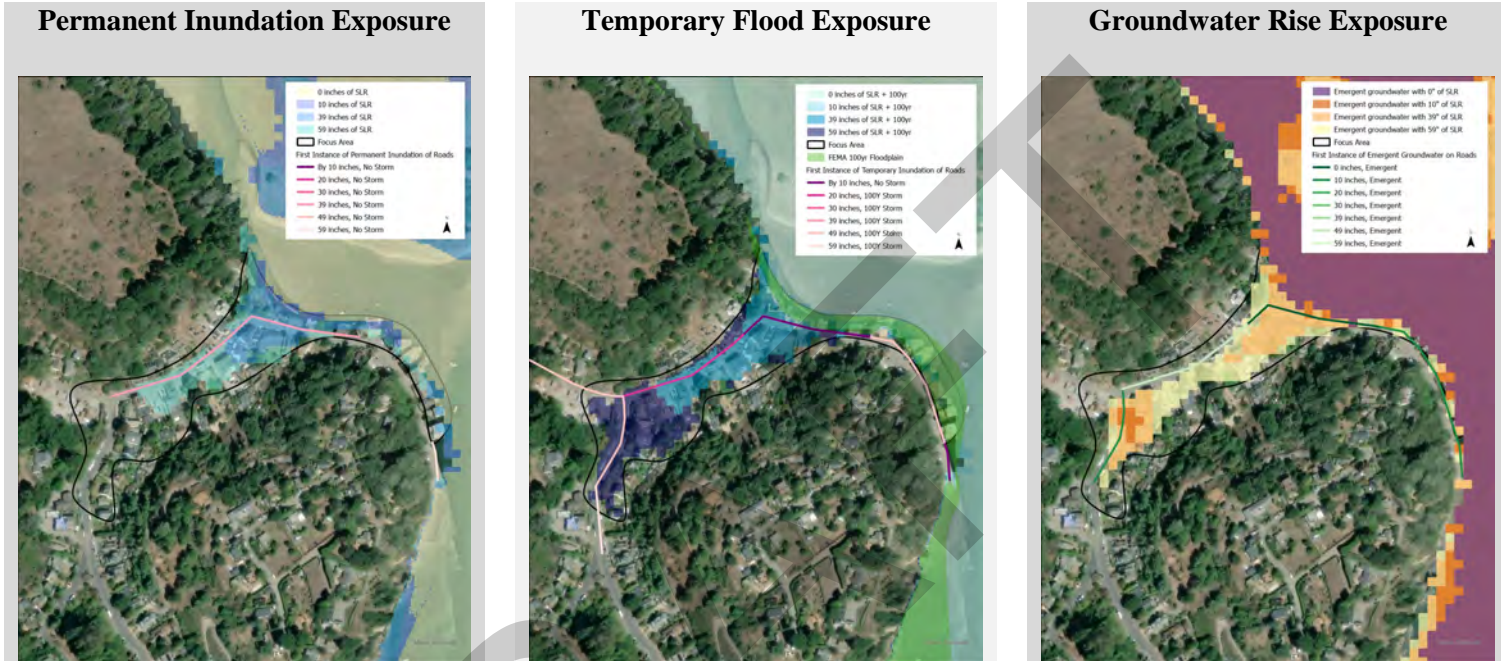 Permanent Inundation Exposure
0 inches of SLR
10 inches of SLR
39 inches of SLR
59 inches of SLR
Focus Area
First Instance of Permanent Inundation of Roads
By 10 inches, No Storm
20 inches, No Storm
30 inches, No Storm
39 inches, No Storm
49 inches, No Storm
59 inches, No Storm
Temporary Flood Exposure
0 inches of SLR + 100yr
10 inches of SLR + 100yr
39 inches of SLR + 100yr
59 inches of SLR + 100yr
Focus Area
FEMA 100yr Floodplain
First Instance of Temporary Inundation of Roads
By 10 inches, No Storm
20 inches, 100Y Storm
30 inches, 100Y Storm
39 inches, 100Y Storm
49 inches, 100Y Storm
59 inches, 100Y Storm
Groundwater Rise Exposure
Emergent groundwater with 0" of SLR
Emergent groundwater with 10" of SLR
Emergent groundwater with 39" of SLR
Emergent groundwater with 59" of SLR
Focus Area
First Instance of Emergent Groundwater on Roads
0 inches, Emergent
10 inches, Emergent
20 inches, Emergent
30 inches, Emergent
39 inches, Emergent
49 inches, Emergent
59 inches, Emergent